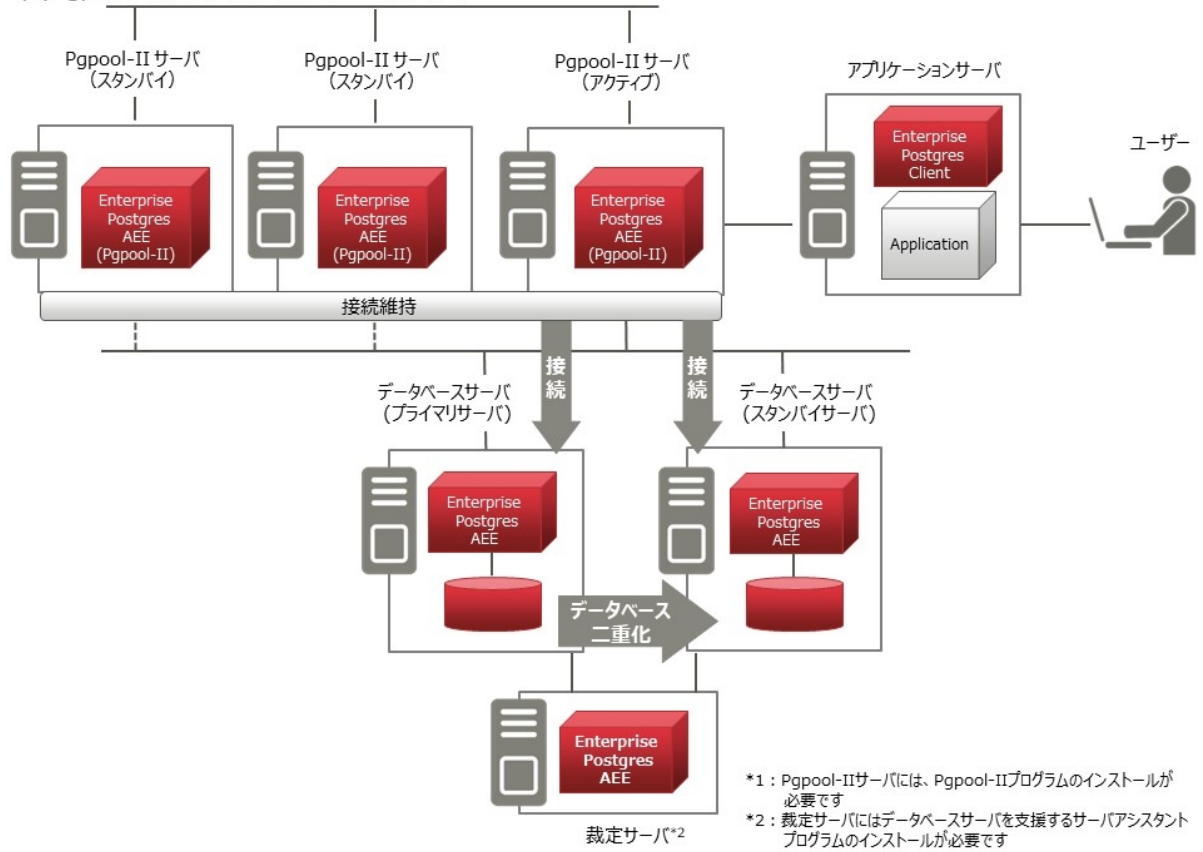 Pgpool-II サーバ
(スタンバイ)
Pgpool-II サーバ
(スタンバイ)
Pgpool-II サーバ
(アクティブ)
アプリケーションサーバ
ユーザー
Enterprise
Postgres
AEE
(Pgpool-II)
Enterprise
Postgres
AEE
(Pgpool-II)
Enterprise
Postgres
AEE
(Pgpool-II)
Enterprise
Postgres
Client
Application
接続維持
接続
接続
データベースサーバ
(プライマリサーバ)
データベースサーバ
(スタンバイサーバ)
Enterprise
Postgres
AEE
Enterprise
Postgres
AEE
データベース
二重化
Enterprise
Postgres
AEE
裁定サーバ*2
*1:Pgpool-IIサーバには、Pgpool-IIプログラムのインストールが
必要です
*2:裁定サーバにはデータベースサーバを支援するサーバアシスタント
プログラムのインストールが必要です